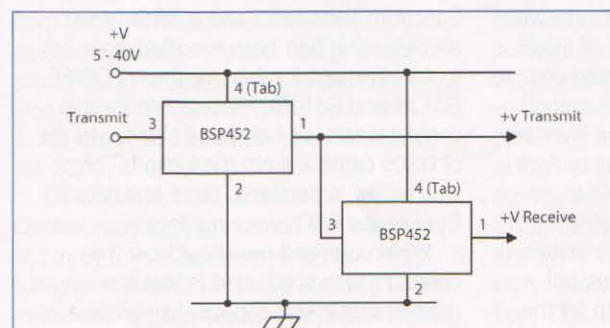 +V
5 - 40V
4 (Tab)
Transmit
3
BSP452
1
+v Transmit
2
4 (Tab)
3
BSP452
1
+V Receive
2